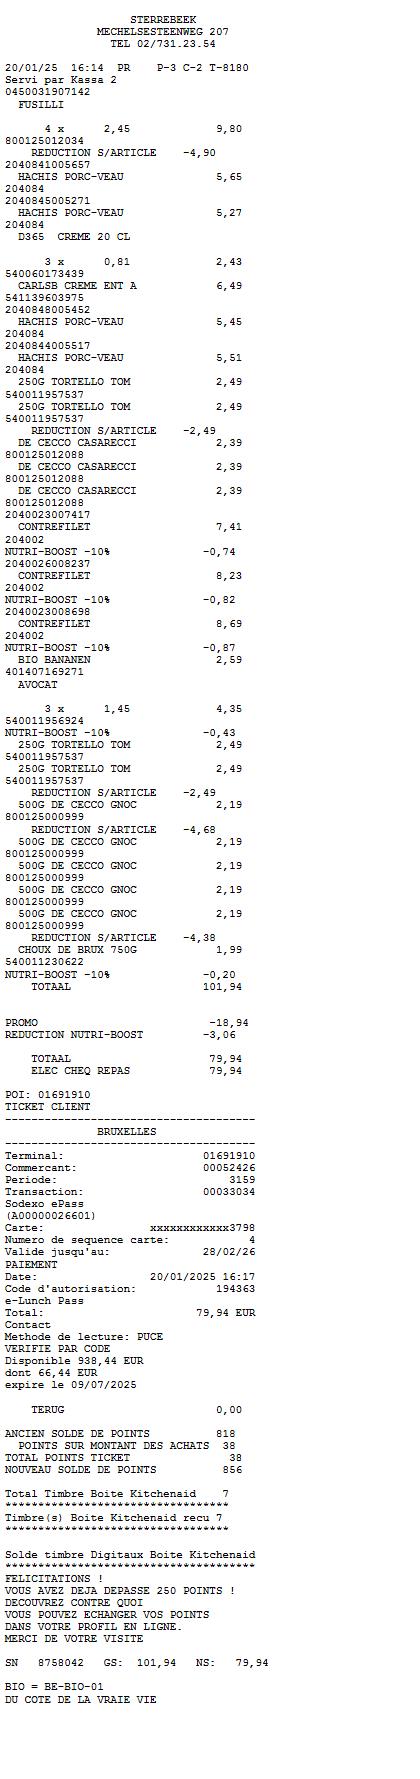 STERREBEEK
MECHELSESTEENWEG 207
TEL 02/731.23.54
20/01/25 16:14 PR P-3 C-2 T-8180
Servi par Kassa 2
0450031907142
FUSILLI
4 x 2,45 9,80
800125012034
REDUCTION S/ARTICLE -4,90
2040841005657
HACHIS PORC-VEAU 5,65
204084
2040845005271
HACHIS PORC-VEAU 5,27
204084
D365 CREME 20 CL
3 x 0,81 2,43
540060173439
CARLSB CREME ENT A 6,49
541139603975
2040848005452
HACHIS PORC-VEAU 5,45
204084
2040844005517
HACHIS PORC-VEAU 5,51
204084
250G TORTELLO TOM 2,49
540011957537
250G TORTELLO TOM 2,49
540011957537
REDUCTION S/ARTICLE -2,49
DE CECCO CASARECCI 2,39
800125012088
DE CECCO CASARECCI 2,39
800125012088
DE CECCO CASARECCI 2,39
800125012088
2040023007417
CONTREFILET 7,41
204002
NUTRI-BOOST -10% -0,74
2040026008237
CONTREFILET 8,23
204002
NUTRI-BOOST -10% -0,82
2040023008698
CONTREFILET 8,69
204002
NUTRI-BOOST -10% -0,87
BIO BANANEN 2,59
401407169271
AVOCAT
3 x 1,45 4,35
540011956924
NUTRI-BOOST -10% -0,43
250G TORTELLO TOM 2,49
540011957537
250G TORTELLO TOM 2,49
540011957537
REDUCTION S/ARTICLE -2,49
500G DE CECCO GNOC 2,19
800125000999
REDUCTION S/ARTICLE -4,68
500G DE CECCO GNOC 2,19
800125000999
500G DE CECCO GNOC 2,19
800125000999
500G DE CECCO GNOC 2,19
800125000999
500G DE CECCO GNOC 2,19
800125000999
REDUCTION S/ARTICLE -4,38
CHOUX DE BRUX 750G 1,99
540011230622
NUTRI-BOOST -10% -0,20
TOTAAL 101,94
PROMO -18,94
REDUCTION NUTRI-BOOST -3,06
TOTAAL 79,94
ELEC CHEQ REPAS 79,94
POI: 01691910
TICKET CLIENT
--------------------------------------
BRUXELLES
--------------------------------------
Terminal: 01691910
Commercant: 00052426
Periode: 3159
Transaction: 00033034
Sodexo ePass
(A00000026601)
Carte: xxxxxxxxxxxx3798
Numero de sequence carte: 4
Valide jusqu'au: 28/02/26
PAIEMENT
Date: 20/01/2025 16:17
Code d'autorisation: 194363
e-Lunch Pass
Total: 79,94 EUR
Contact
Methode de lecture: PUCE
VERIFIE PAR CODE
Disponible 938,44 EUR
dont 66,44 EUR
expire le 09/07/2025
TERUG 0,00
ANCIEN SOLDE DE POINTS 818
POINTS SUR MONTANT DES ACHATS 38
TOTAL POINTS TICKET 38
NOUVEAU SOLDE DE POINTS 856
Total Timbre Boite Kitchenaid 7
**********************************
Timbre(s) Boite Kitchenaid recu 7
**********************************
Solde timbre Digitaux Boite Kitchenaid
**************************************
FELICITATIONS !
VOUS AVEZ DEJA DEPASSE 250 POINTS !
DECOUVREZ CONTRE QUOI
VOUS POUVEZ ECHANGER VOS POINTS
DANS VOTRE PROFIL EN LIGNE.
MERCI DE VOTRE VISITE
SN 8758042 GS: 101,94 NS: 79,94
BIO = BE-BIO-01
DU COTE DE LA VRAIE VIE